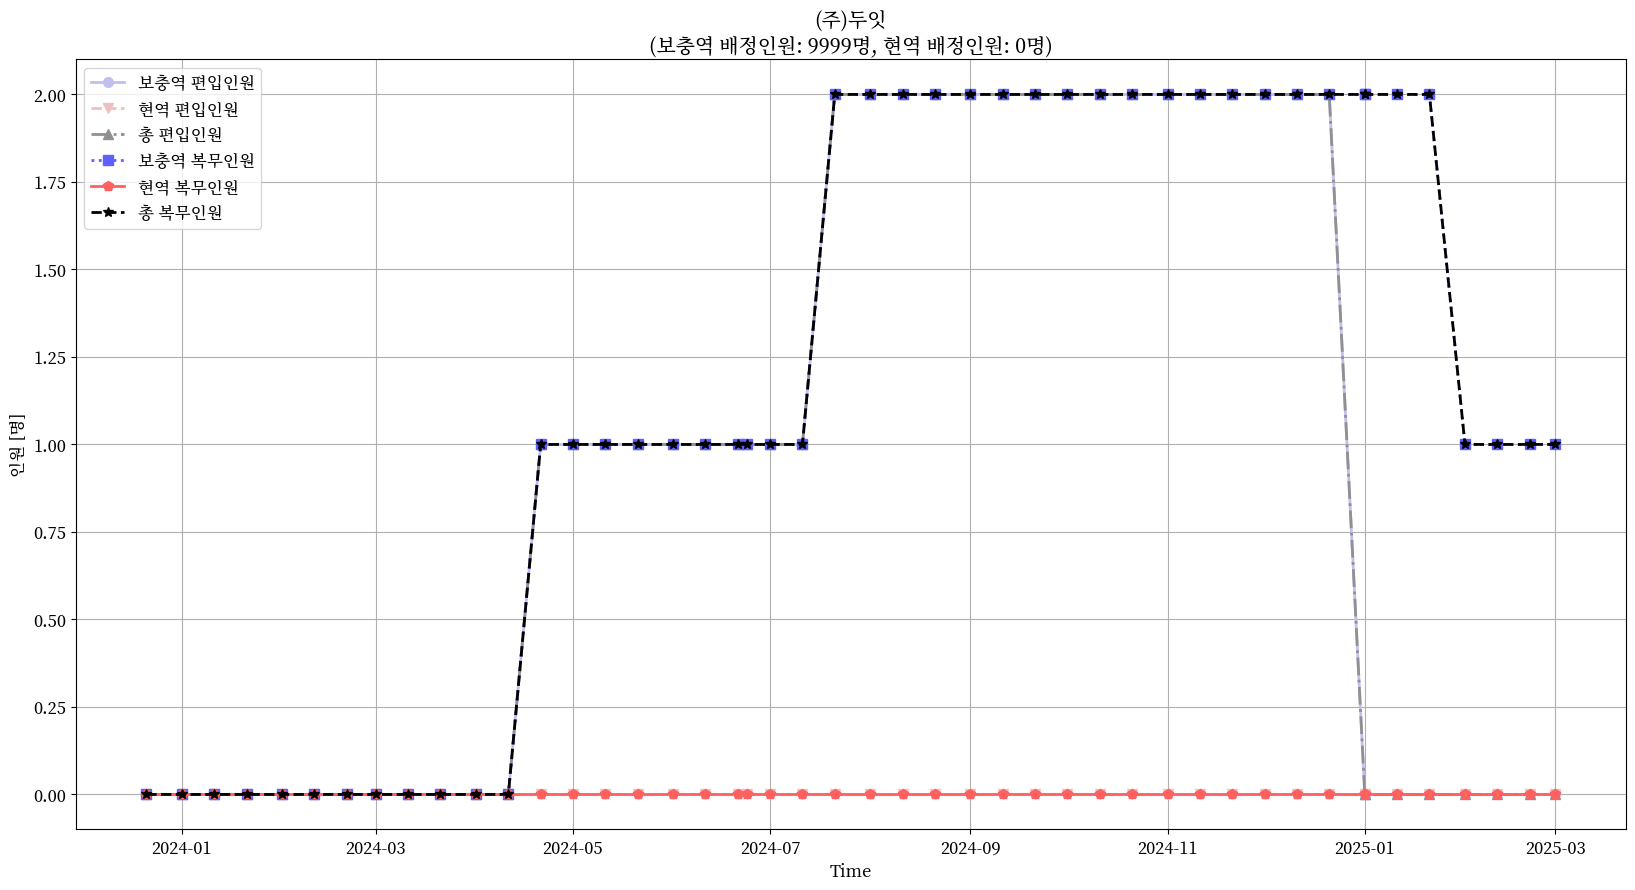 (주)두잇
(보충역 배정인원: 9999명, 현역 배정인원: 0명)
보충역 편입인원
현역 편입인원
총 편입인원
보충역 복무인원
현역 복무인원
총 복무인원
2.00
1.75
1.50
1.25
1.00
0.75
0.50
0.25
0.00
인원 [명]
2024-01
2024-03
2024-05
2024-07
2024-09
2024-11
2025-01
2025-03
Time